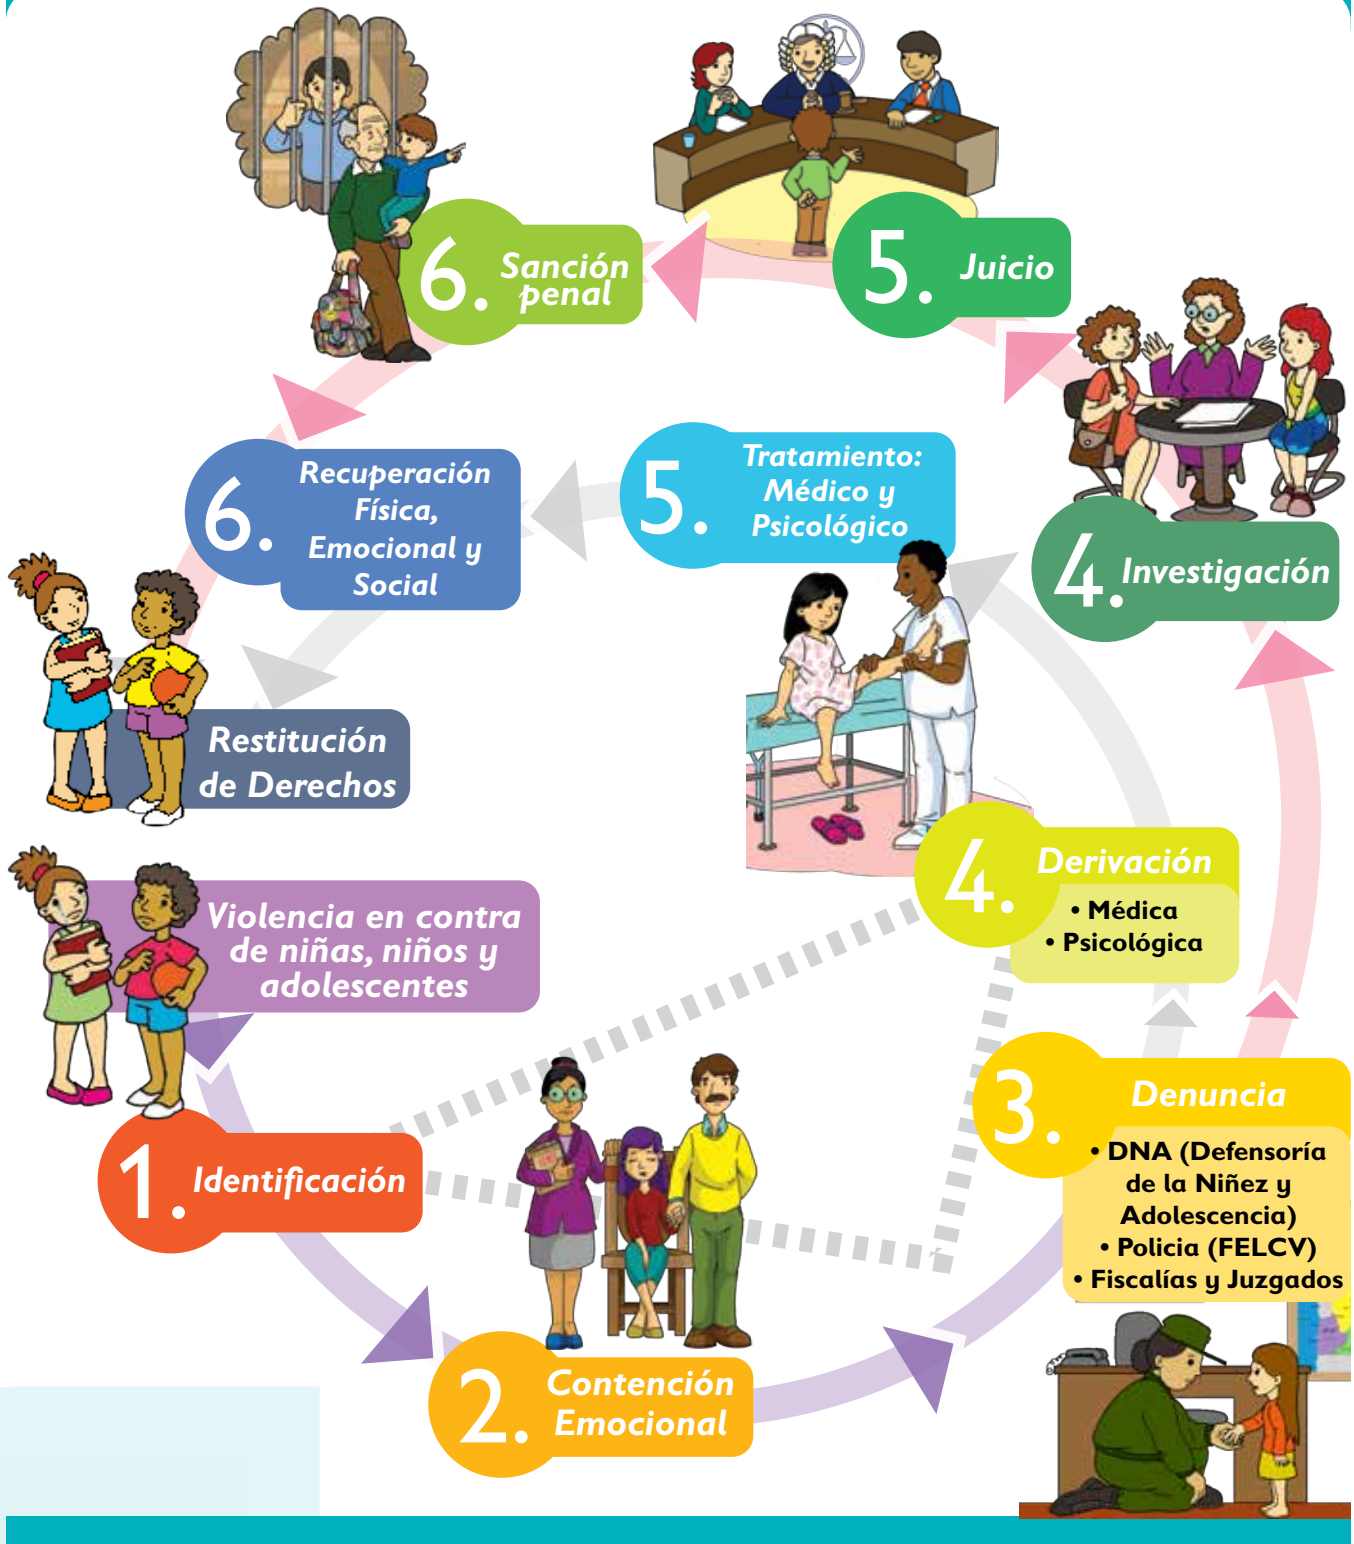 Violencia en contra
de niñas, niños y
adolescentes
1.
Identificación
2.
Contención
Emocional
3.
Denuncia
• DNA (Defensoría
de la Niñez y
Adolescencia)
• Policia (FELCV)
• Fiscalías y Juzgados
4.
Derivación
• Médica
• Psicológica
5.
Tratamiento:
Médico y
Psicológico
6.
Recuperación
Física,
Emocional y
Social
4.
Investigación
5.
Juicio
6.
Sanción
penal
Restitución
de Derechos